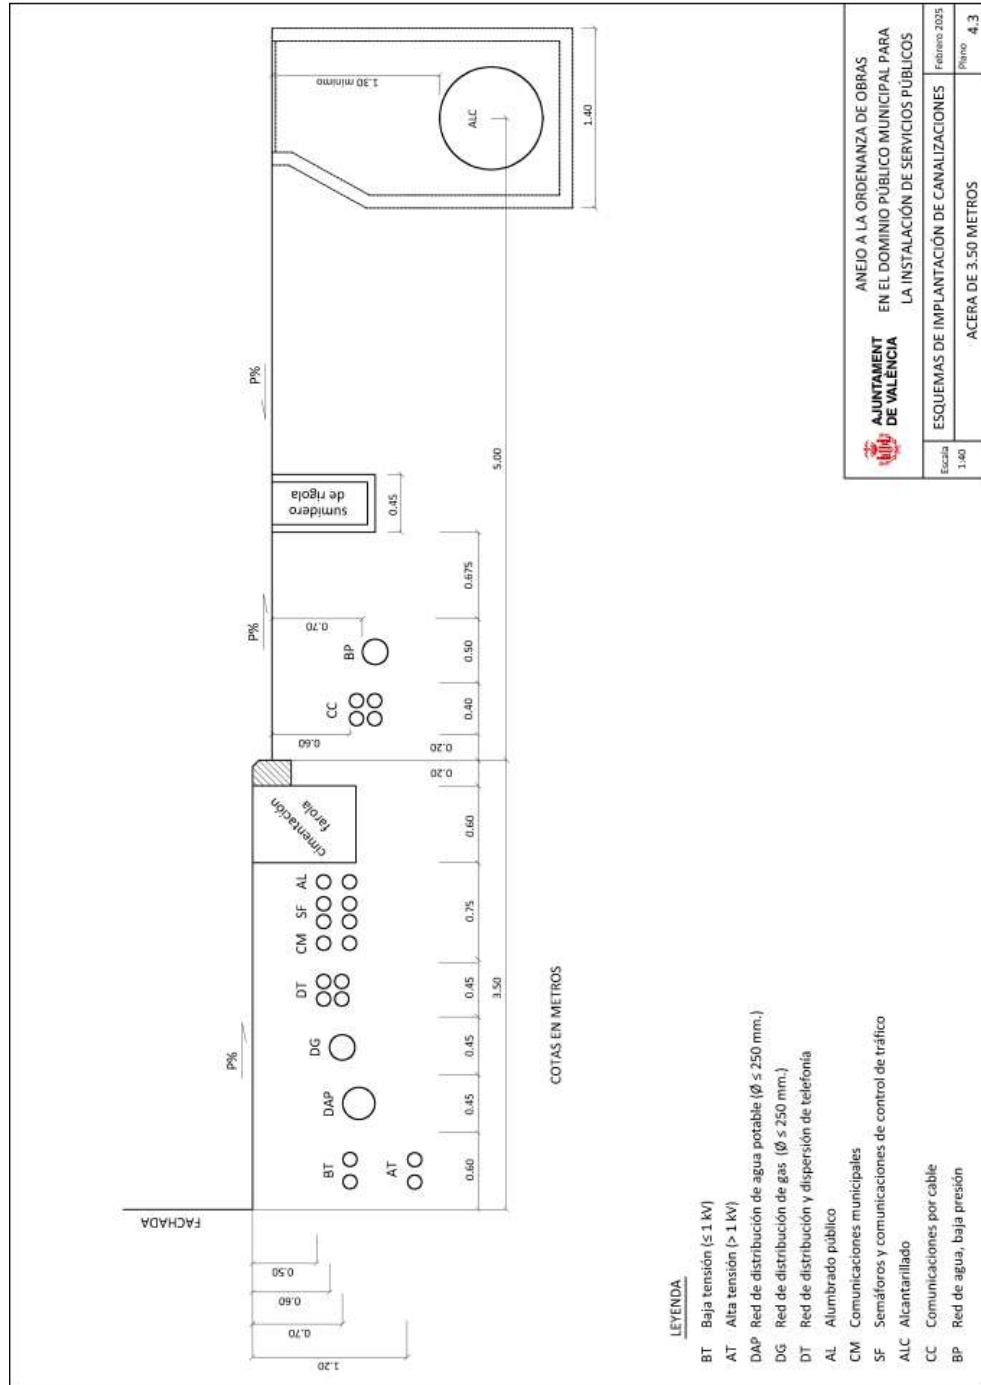 FACHADA
P%
P%
P%
0.50
0.60
0.70
1.20
BT
AT
DAP
DG
DT
CM
SF
AL
cimentación
farola
CC
BP
0.60
0.70
sumidero
de rigola
ALC
1.30 mínimo
1.40
0.45
0.60
0.45
0.45
0.45
0.75
0.60
0.20
0.20
0.40
0.50
0.675
3.50
5.00
COTAS EN METROS
LEYENDA
BT Baja tensión (≤ 1 kV)
AT Alta tensión (> 1 kV)
DAP Red de distribución de agua potable (Ø ≤ 250 mm.)
DG Red de distribución de gas (Ø ≤ 250 mm.)
DT Red de distribución y dispersión de telefonía
AL Alumbrado público
CM Comunicaciones municipales
SF Semáforos y comunicaciones de control de tráfico
ALC Alcantarillado
CC Comunicaciones por cable
BP Red de agua, baja presión
AJUNTAMENT
DE VALÈNCIA
ANEJO A LA ORDENANZA DE OBRAS
EN EL DOMINIO PÚBLICO MUNICIPAL PARA
LA INSTALACIÓN DE SERVICIOS PÚBLICOS
Escala
1:40
ESQUEMAS DE IMPLANTACIÓN DE CANALIZACIONES
ACERA DE 3.50 METROS
Febrero 2025
Plano 4.3